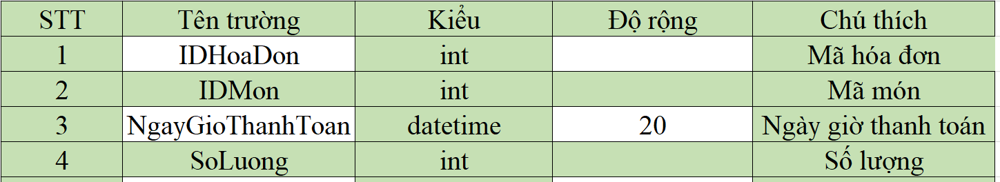 STT Tên trường Kiểu Độ rộng Chú thích
1 IDHoaDon int Mã hóa đơn
2 IDMon int Mã món
3 NgayGioThanhToan datetime 20 Ngày giờ thanh toán
4 SoLuong int Số lượng